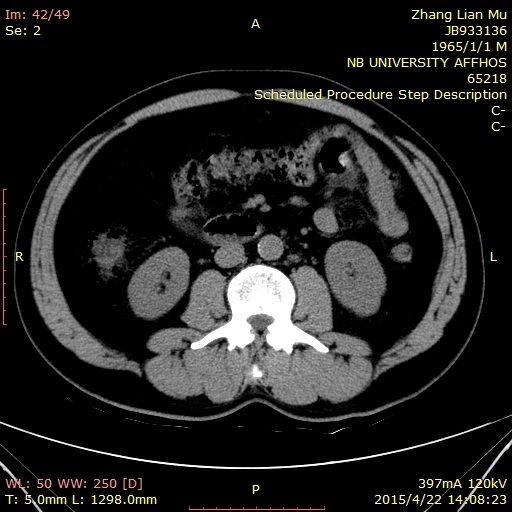 Im: 42/49
Se: 2
A
Zhang Lian Mu
JB933136
1965/1/1 M
NB UNIVERSITY AFFHOS
65218
Scheduled Procedure Step Description
C-
C-
R
L
WL: 50 WW: 250 [D]
T: 5.0mm L: 1298.0mm
P
397mA 120kV
2015/4/22 14:08:23